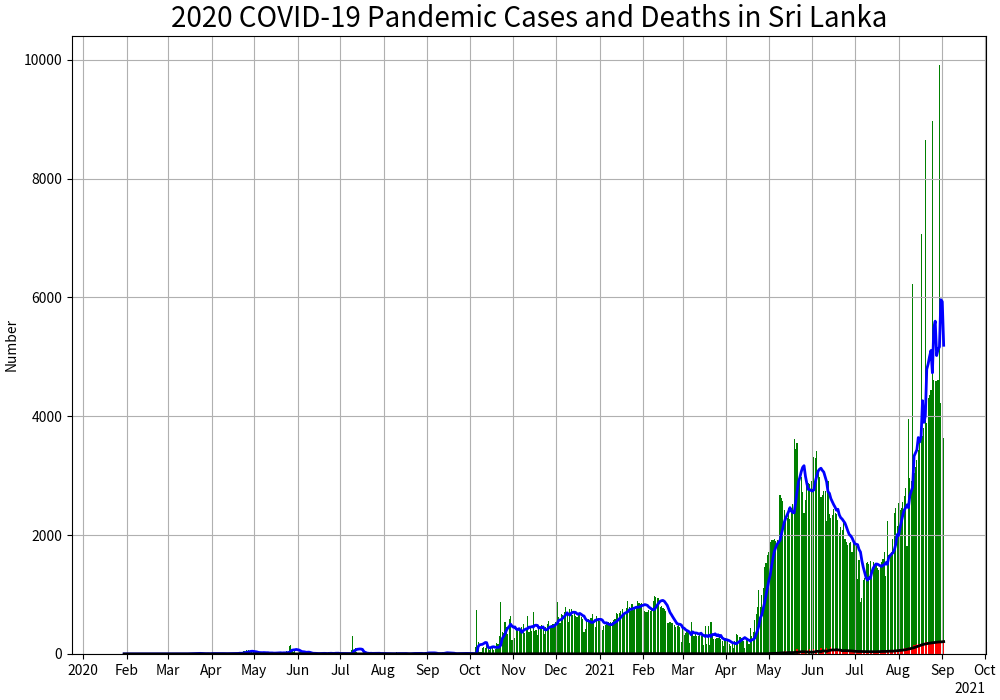 2020 COVID-19 Pandemic Cases and Deaths in Sri Lanka
10000
8000
6000
4000
2000
0
Number
2020 Feb Mar Apr May Jun Jul Aug Sep Oct Nov Dec 2021 Feb Mar Apr May Jun Jul Aug Sep Oct
2021